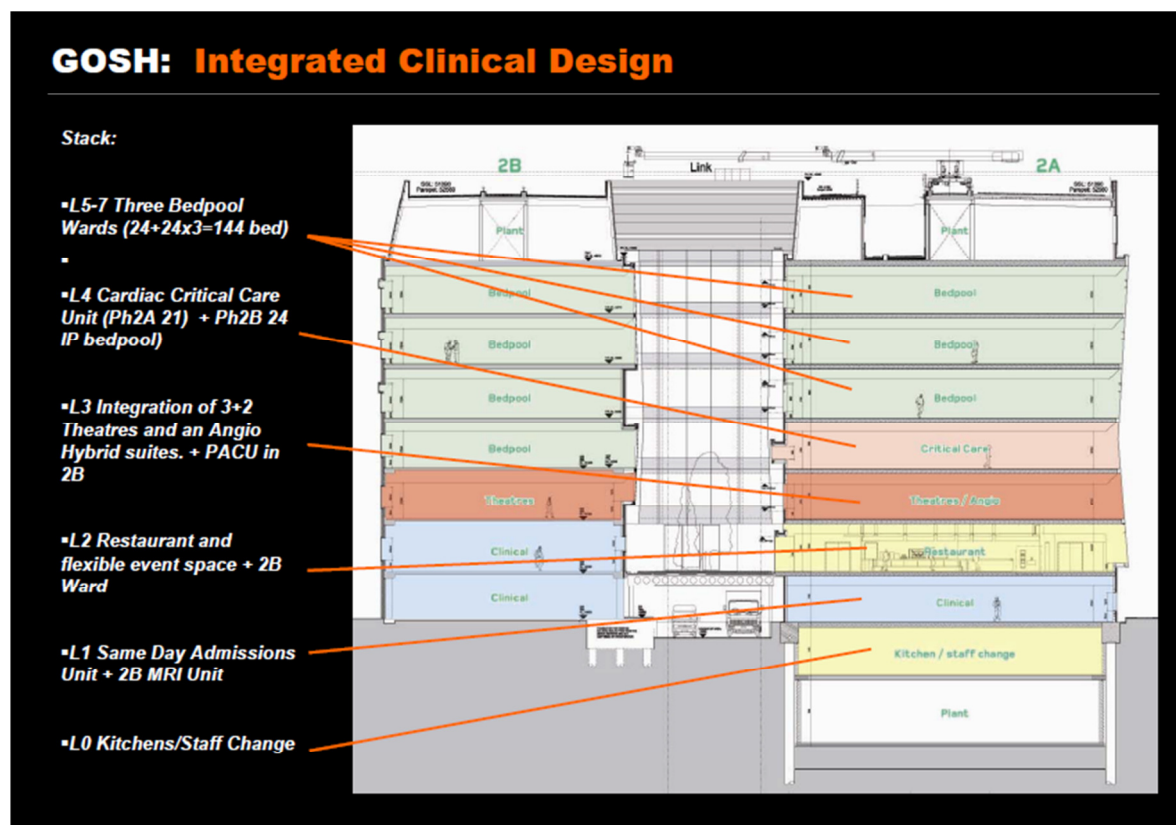 GOSH: Integrated Clinical Design
Stack:
▪L5-7 Three Bedpool
Wards (24+24x3=144 bed)
▪
▪L4 Cardiac Critical Care
Unit (Ph2A 21) + Ph2B 24
IP bedpool)
▪L3 Integration of 3+2
Theatres and an Angio
Hybrid suites. + PACU in
2B
▪L2 Restaurant and
flexible event space + 2B
Ward
▪L1 Same Day Admissions
Unit + 2B MRI Unit
▪L0 Kitchens/Staff Change
2B
Link
2A
Plant
Plant
Bedpool
Bedpool
Bedpool
Bedpool
Bedpool
Bedpool
Bedpool
Critical Care
Theatres
Theatres / Angio
Clinical
Restaurant
Clinical
Clinical
Kitchen / staff change
Plant